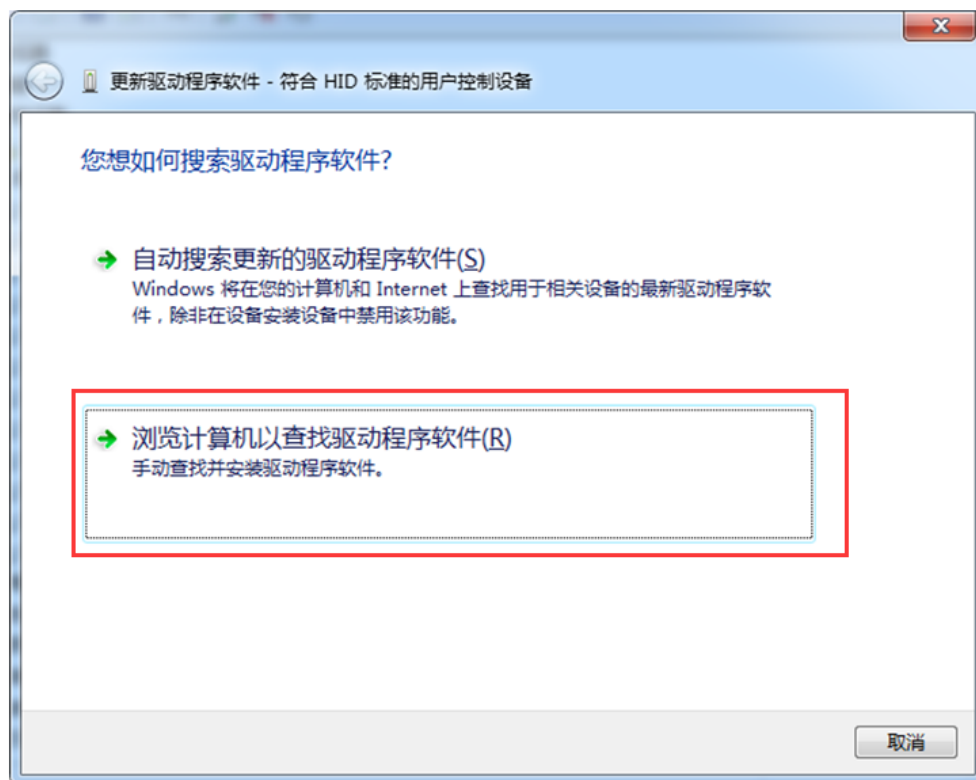 更新驱动程序软件 - 符合 HID 标准的用户控制设备
您想如何搜索驱动程序软件?
自动搜索更新的驱动程序软件(S)
Windows 将在您的计算机和 Internet 上查找用于相关设备的最新驱动程序软
件，除非在设备安装设备中禁用该功能。
浏览计算机以查找驱动程序软件(R)
手动查找并安装驱动程序软件。
取消